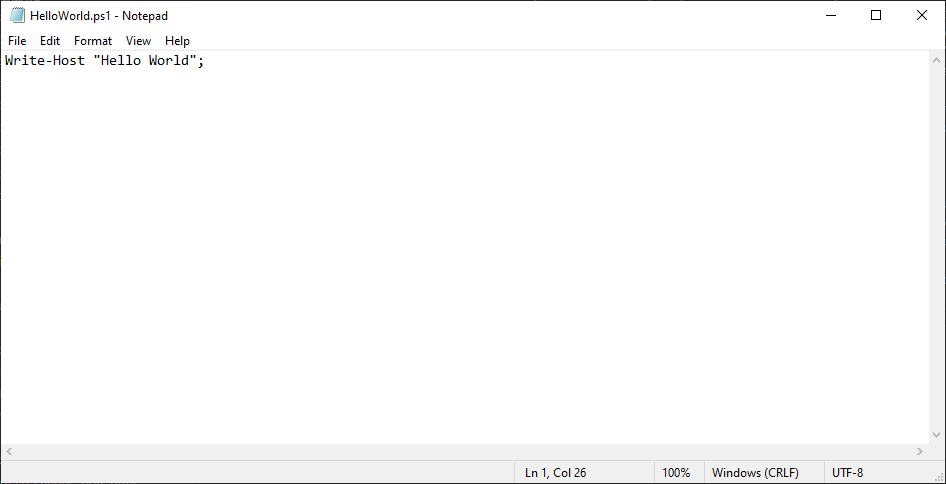 HelloWorld.ps1 - Notepad
File Edit Format View Help
Write-Host "Hello World";
Ln 1, Col 26 100% Windows (CRLF) UTF-8